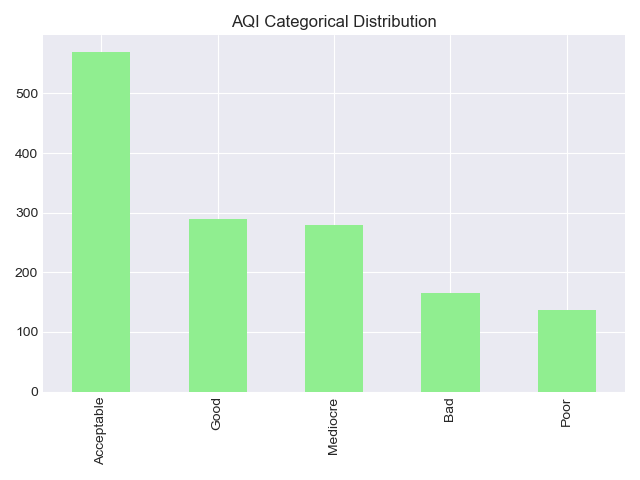 AQI Categorical Distribution
500
400
300
200
100
0
Acceptable
Good
Mediocre
Bad
Poor